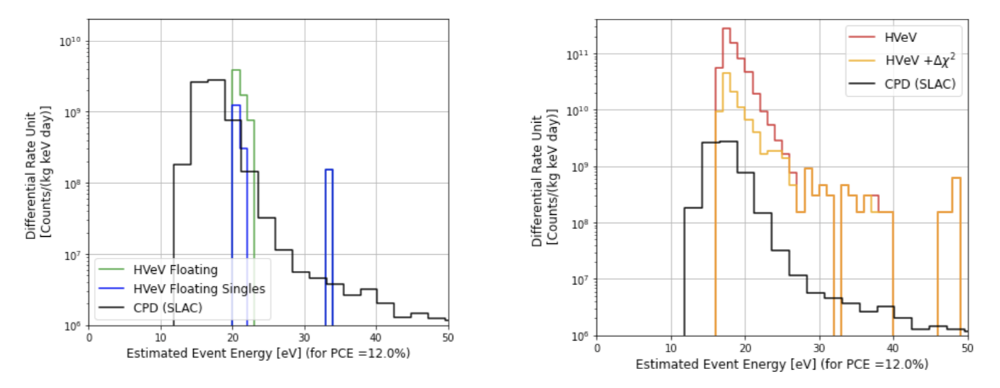 10¹⁰
10⁹
10⁸
10⁷
10⁶
Differential Rate Unit
[Counts/(kg keV day)]
HVeV Floating
HVeV Floating Singles
CPD (SLAC)
0 10 20 30 40 50
Estimated Event Energy [eV] (for PCE =12.0%)
10¹¹
10¹⁰
10⁹
10⁸
10⁷
10⁶
Differential Rate Unit
[Counts/(kg keV day)]
HVeV
HVeV +Δχ²
CPD (SLAC)
0 10 20 30 40 50
Estimated Event Energy [eV] (for PCE =12.0%)